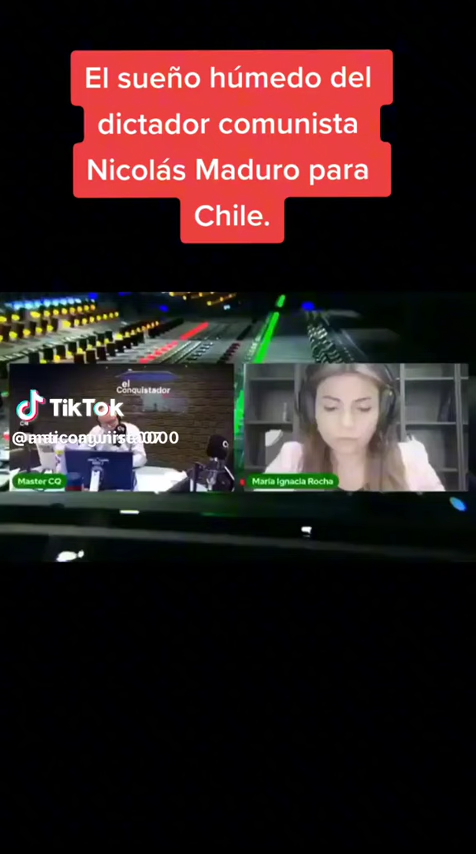 El sueño húmedo del
dictador comunista
Nicolás Maduro para
Chile.
el
Conquistador
TikTok
Master CQ
María Ignacia Rocha